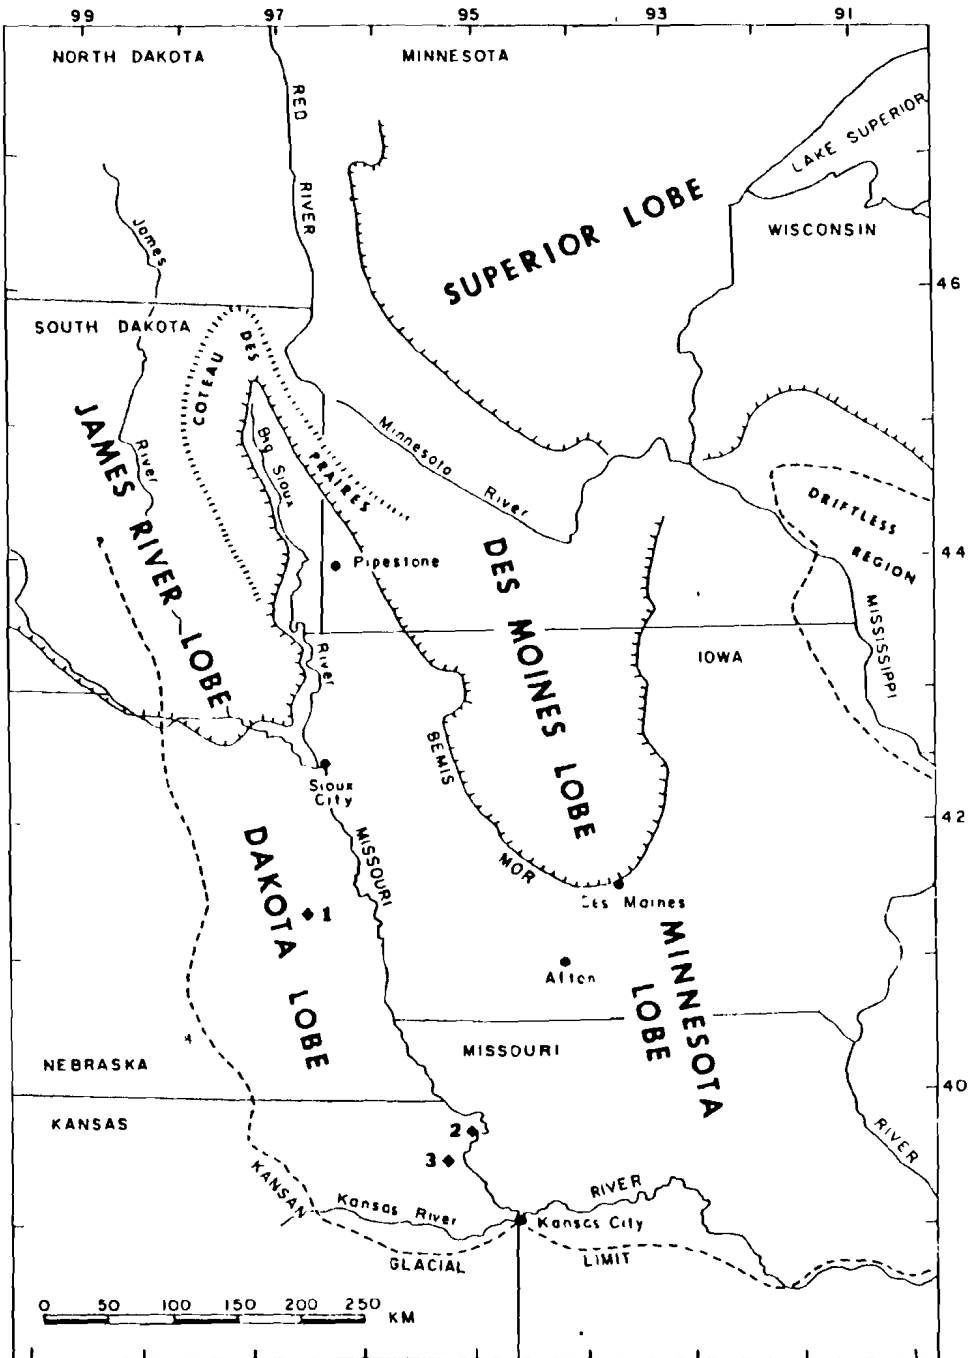 99 97 95 93 91
NORTH DAKOTA
MINNESOTA
RED
RIVER
LAKE SUPERIOR
James
River
WISCONSIN
SUPERIOR LOBE
46
SOUTH DAKOTA
COTEAU
DES
PRAIRES
Big Sioux
River
Minnesota
River
JAMES RIVER LOBE
DRIFTLESS
REGION
44
Pipestone
DES MOINES LOBE
IOWA
MISSISSIPPI
BEMIS
MOR
Sioux
City
MISSOURI
42
DAKOTA LOBE
1
Des Maines
MINNESOTA
LOBE
Afton
MISSOURI
NEBRASKA
KANSAS
40
2
3
RIVER
KANSAN
Kansas River
RIVER
Kansas City
GLACIAL
LIMIT
0 50 100 150 200 250
KM